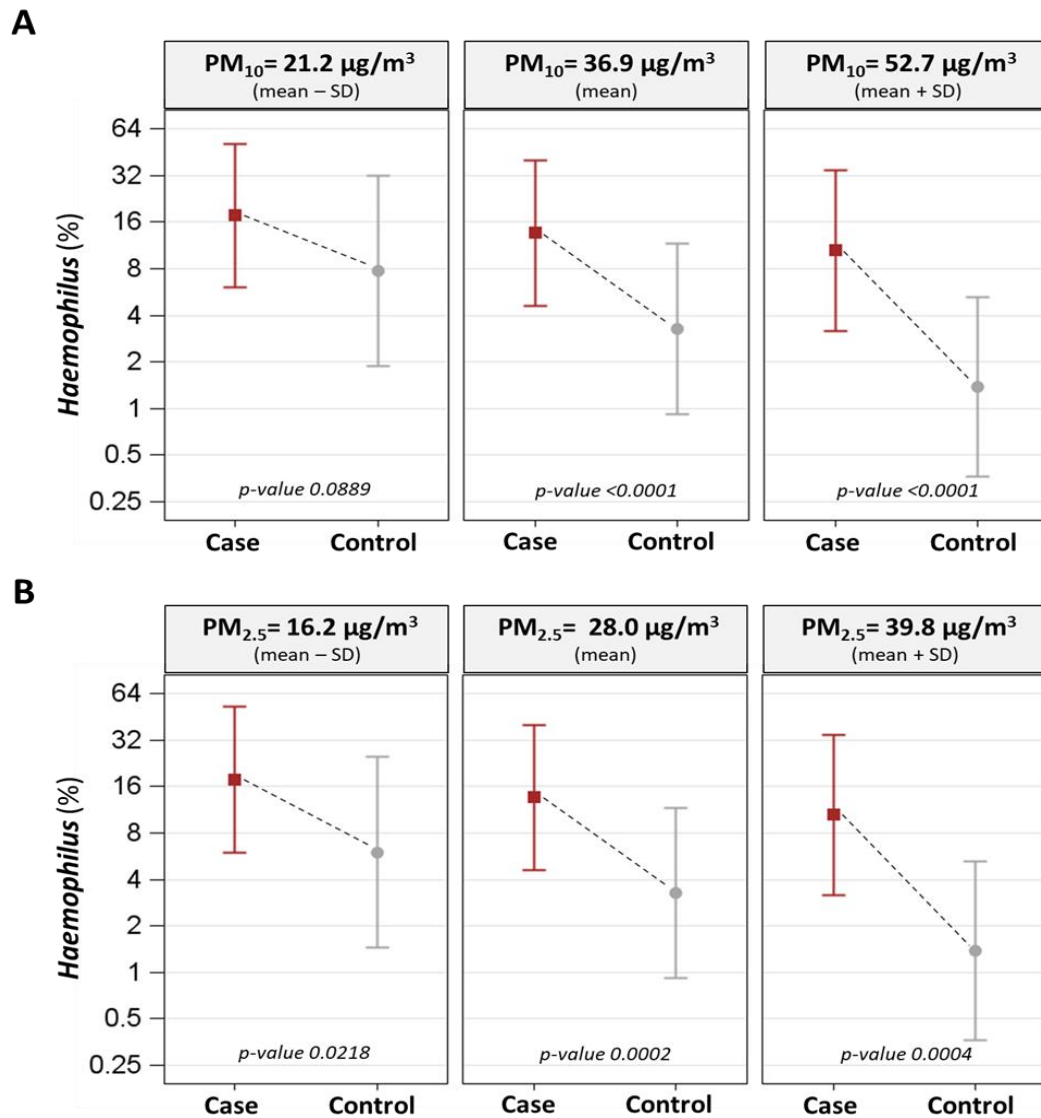 A
PM₁₀= 21.2 µg/m³
(mean – SD)
PM₁₀= 36.9 µg/m³
(mean)
PM₁₀= 52.7 µg/m³
(mean + SD)
Haemophilus (%)
64
32
16
8
4
2
1
0.5
0.25
p-value 0.0889
p-value <0.0001
p-value <0.0001
Case
Control
Case
Control
Case
Control
B
PM₂.₅= 16.2 µg/m³
(mean – SD)
PM₂.₅= 28.0 µg/m³
(mean)
PM₂.₅= 39.8 µg/m³
(mean + SD)
Haemophilus (%)
64
32
16
8
4
2
1
0.5
0.25
p-value 0.0218
p-value 0.0002
p-value 0.0004
Case
Control
Case
Control
Case
Control